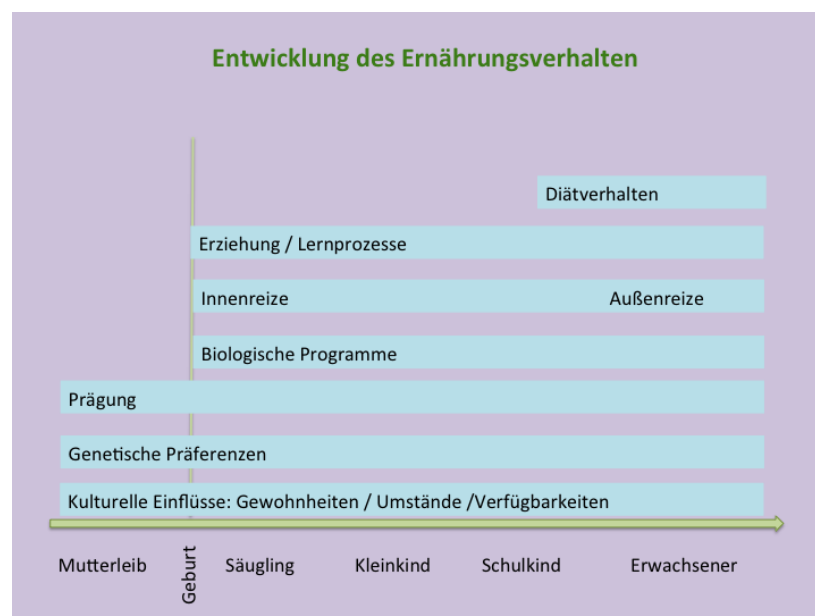 Entwicklung des Ernährungsverhalten
Diätverhalten
Erziehung / Lernprozesse
Innenreize Außenreize
Biologische Programme
Prägung
Genetische Präferenzen
Kulturelle Einflüsse: Gewohnheiten / Umstände /Verfügbarkeiten
Mutterleib Geburt Säugling Kleinkind Schulkind Erwachsener